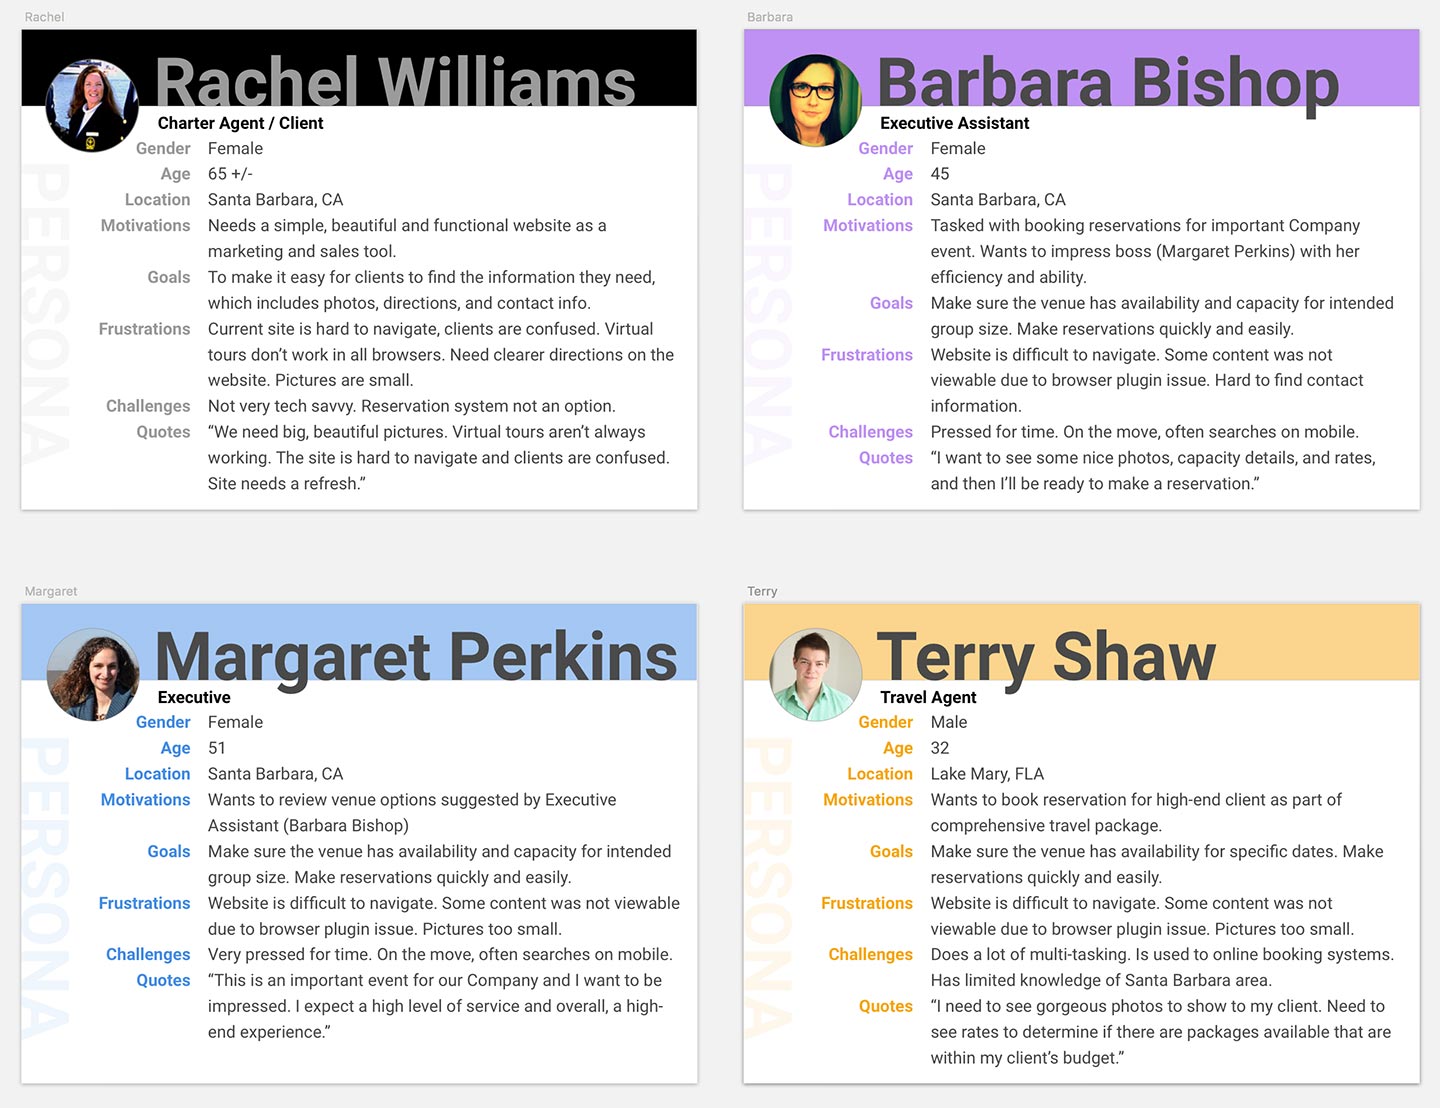 Rachel
Rachel Williams
Charter Agent / Client
Gender Female
Age 65 +/-
Location Santa Barbara, CA
Motivations Needs a simple, beautiful and functional website as a
marketing and sales tool.
Goals To make it easy for clients to find the information they need,
which includes photos, directions, and contact info.
Frustrations Current site is hard to navigate, clients are confused. Virtual
tours don’t work in all browsers. Need clearer directions on the
website. Pictures are small.
Challenges Not very tech savvy. Reservation system not an option.
Quotes “We need big, beautiful pictures. Virtual tours aren’t always
working. The site is hard to navigate and clients are confused.
Site needs a refresh.”
PERSONA
Barbara
Barbara Bishop
Executive Assistant
Gender Female
Age 45
Location Santa Barbara, CA
Motivations Tasked with booking reservations for important Company
event. Wants to impress boss (Margaret Perkins) with her
efficiency and ability.
Goals Make sure the venue has availability and capacity for intended
group size. Make reservations quickly and easily.
Frustrations Website is difficult to navigate. Some content was not
viewable due to browser plugin issue. Hard to find contact
information.
Challenges Pressed for time. On the move, often searches on mobile.
Quotes “I want to see some nice photos, capacity details, and rates,
and then I’ll be ready to make a reservation.”
PERSONA
Margaret
Margaret Perkins
Executive
Gender Female
Age 51
Location Santa Barbara, CA
Motivations Wants to review venue options suggested by Executive
Assistant (Barbara Bishop)
Goals Make sure the venue has availability and capacity for intended
group size. Make reservations quickly and easily.
Frustrations Website is difficult to navigate. Some content was not viewable
due to browser plugin issue. Pictures too small.
Challenges Very pressed for time. On the move, often searches on mobile.
Quotes “This is an important event for our Company and I want to be
impressed. I expect a high level of service and overall, a high-
end experience.”
PERSONA
Terry
Terry Shaw
Travel Agent
Gender Male
Age 32
Location Lake Mary, FLA
Motivations Wants to book reservation for high-end client as part of
comprehensive travel package.
Goals Make sure the venue has availability for specific dates. Make
reservations quickly and easily.
Frustrations Website is difficult to navigate. Some content was not
viewable due to browser plugin issue. Pictures too small.
Challenges Does a lot of multi-tasking. Is used to online booking systems.
Has limited knowledge of Santa Barbara area.
Quotes “I need to see gorgeous photos to show to my client. Need to
see rates to determine if there are packages available that are
within my client’s budget.”
PERSONA